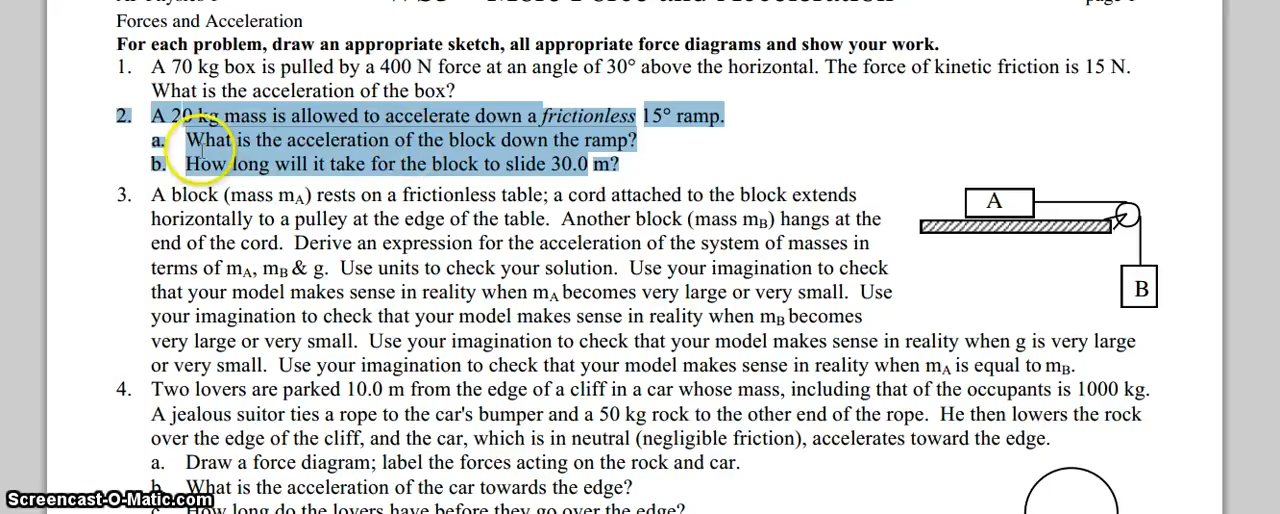 Forces and Acceleration
For each problem, draw an appropriate sketch, all appropriate force diagrams and show your work.
1. A 70 kg box is pulled by a 400 N force at an angle of 30° above the horizontal. The force of kinetic friction is 15 N.
What is the acceleration of the box?
2. A 20 kg mass is allowed to accelerate down a frictionless 15° ramp.
a. What is the acceleration of the block down the ramp?
b. How long will it take for the block to slide 30.0 m?
3. A block (mass mA) rests on a frictionless table; a cord attached to the block extends
horizontally to a pulley at the edge of the table. Another block (mass mB) hangs at the
end of the cord. Derive an expression for the acceleration of the system of masses in
terms of mA, mB & g. Use units to check your solution. Use your imagination to check
that your model makes sense in reality when mA becomes very large or very small. Use
your imagination to check that your model makes sense in reality when mB becomes
very large or very small. Use your imagination to check that your model makes sense in reality when g is very large
or very small. Use your imagination to check that your model makes sense in reality when mA is equal to mB.
A
B
4. Two lovers are parked 10.0 m from the edge of a cliff in a car whose mass, including that of the occupants is 1000 kg.
A jealous suitor ties a rope to the car's bumper and a 50 kg rock to the other end of the rope. He then lowers the rock
over the edge of the cliff, and the car, which is in neutral (negligible friction), accelerates toward the edge.
a. Draw a force diagram; label the forces acting on the rock and car.
b. What is the acceleration of the car towards the edge?
How long do the lovers have before they go over the edge?
Screencast-O-Matic.com